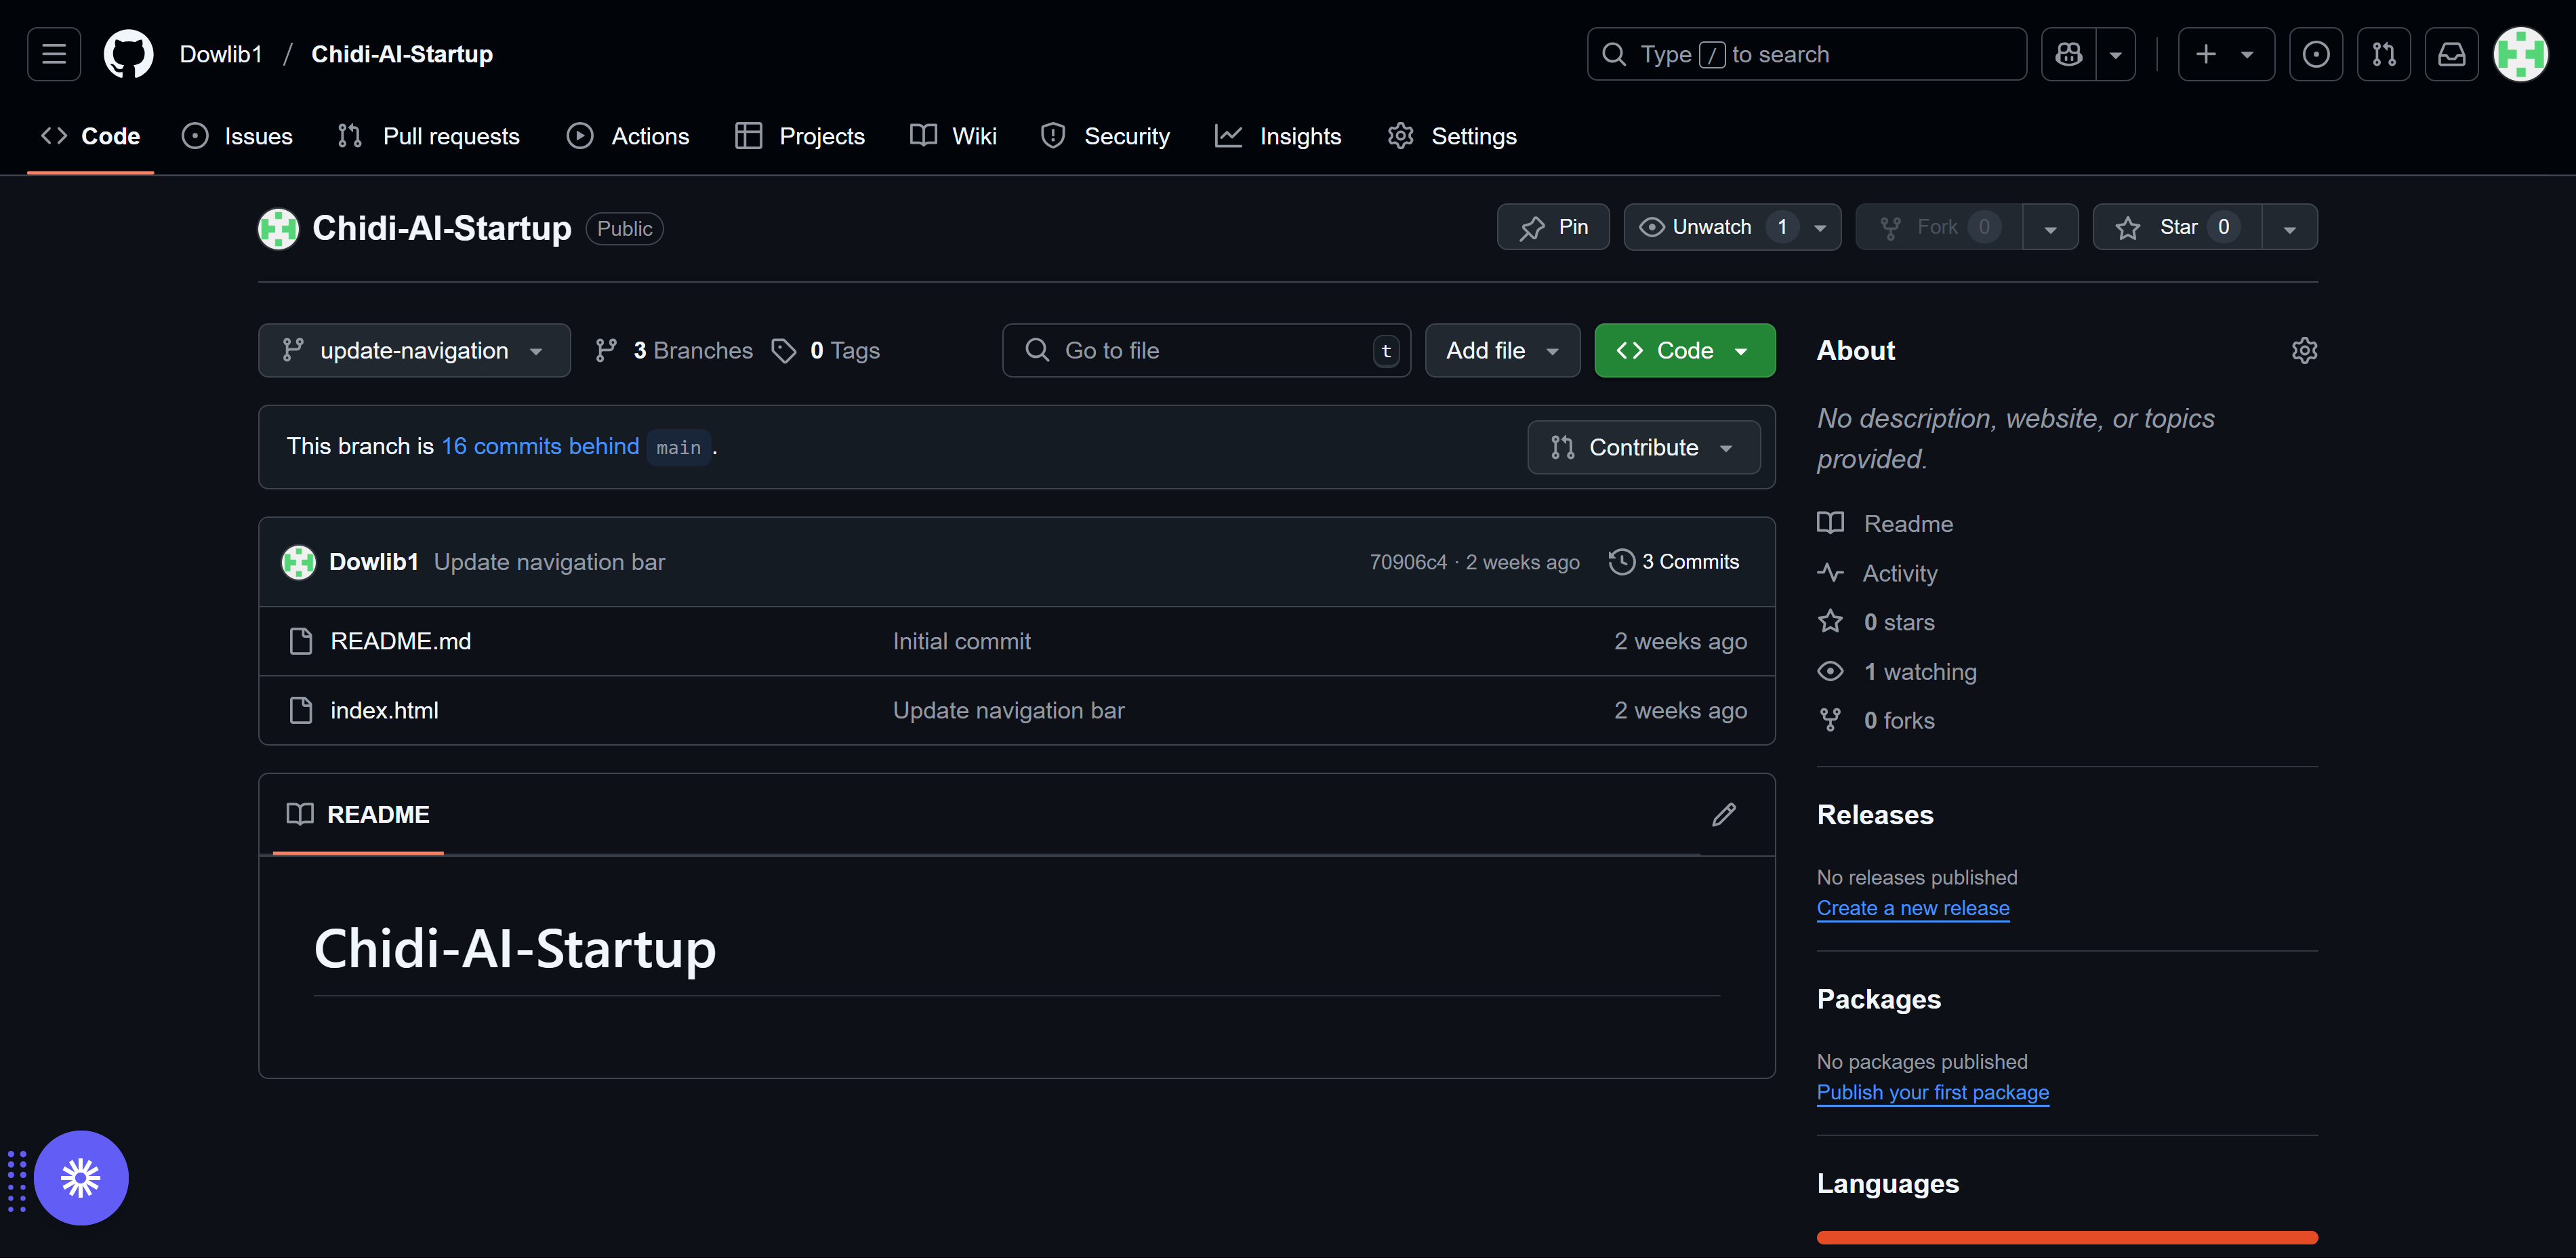 Dowlib1 / Chidi-AI-Startup
Type / to search
Code Issues Pull requests Actions Projects Wiki Security Insights Settings
Chidi-AI-Startup Public
Pin Unwatch 1 Fork 0 Star 0
update-navigation 3 Branches 0 Tags Go to file t Add file Code
This branch is 16 commits behind main .
Contribute
Dowlib1 Update navigation bar 70906c4 · 2 weeks ago 3 Commits
README.md Initial commit 2 weeks ago
index.html Update navigation bar 2 weeks ago
README
Chidi-AI-Startup
About
No description, website, or topics
provided.
Readme
Activity
0 stars
1 watching
0 forks
Releases
No releases published
Create a new release
Packages
No packages published
Publish your first package
Languages